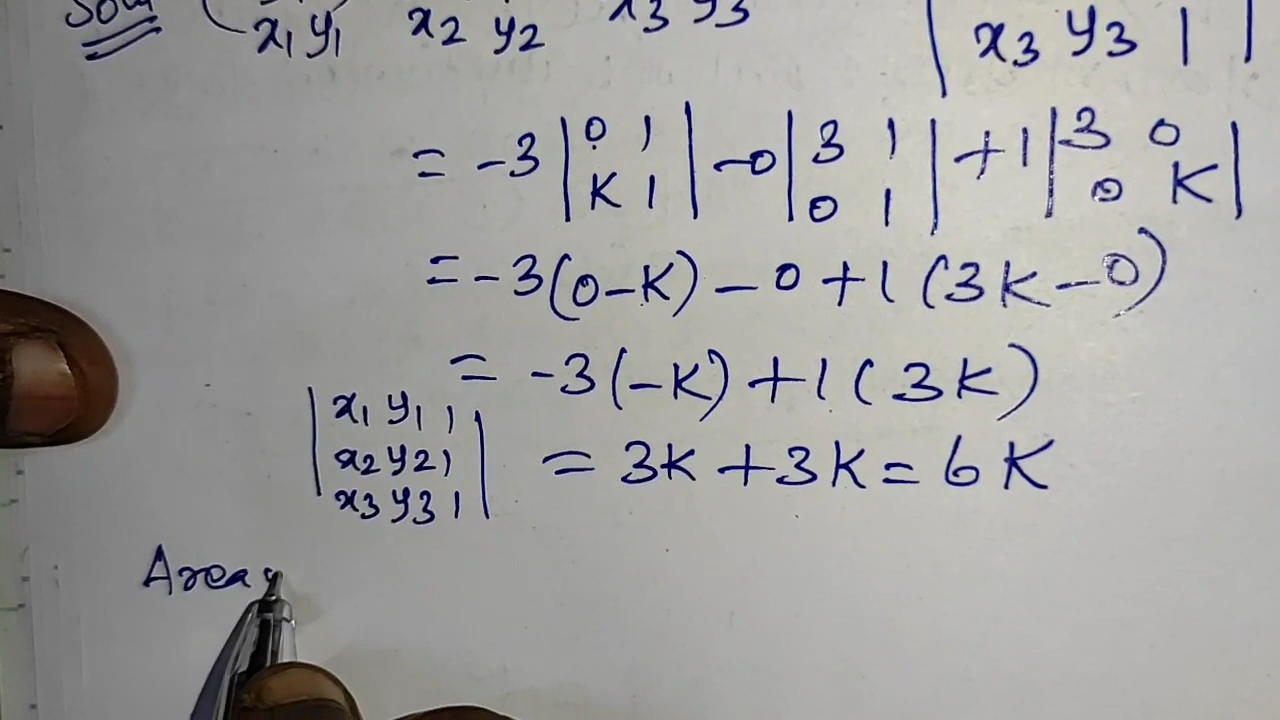 Soln x₁ y₁ x₂ y₂ x₃ y₃ | x₃ y₃ 1 |
= -3 |0 1| -0 |3 1| +1 |3 0|
|K 1| |0 1| |0 K|
= -3(0-K) - 0 + 1 (3K-0)
= -3(-K) + 1 (3K)
| x₁ y₁ 1 |
| x₂ y₂ 1 | = 3K + 3K = 6K
| x₃ y₃ 1 |
Area